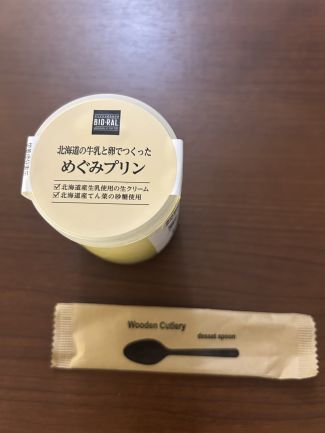 BIO-RAL
北海道の牛乳と卵でつくった
めぐみプリン
☑北海道産生乳使用の生クリーム
☑北海道産てん菜の砂糖使用
Wooden Cutlery
dessat spoon